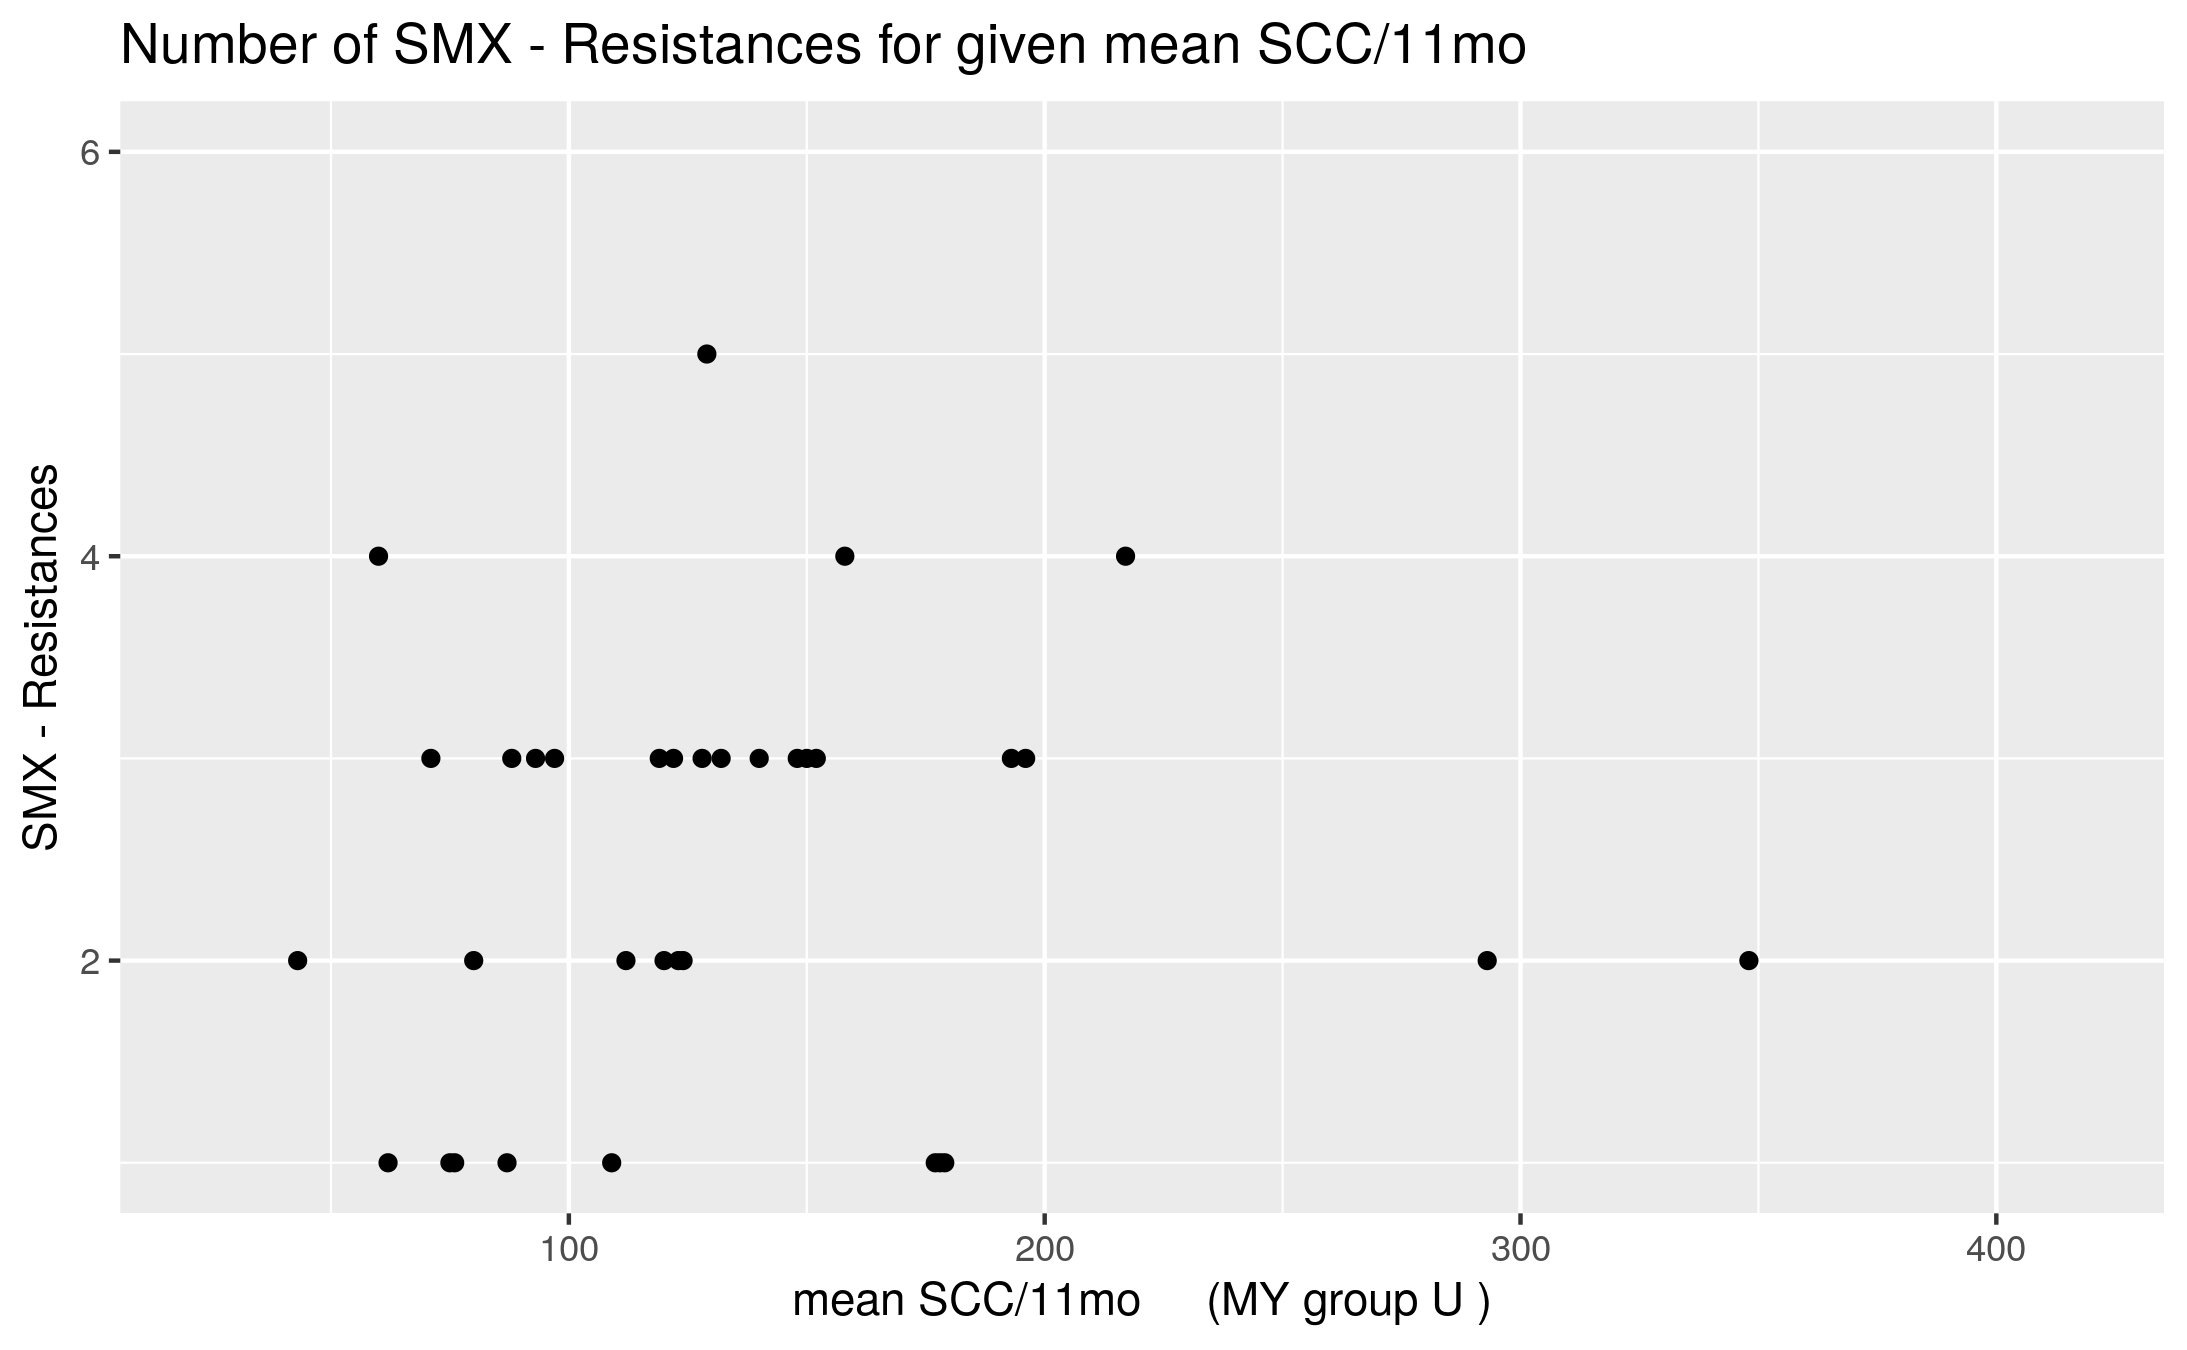 Number of SMX - Resistances for given mean SCC/11mo
SMX - Resistances
6
4
2
100 200 300 400
mean SCC/11mo (MY group U )